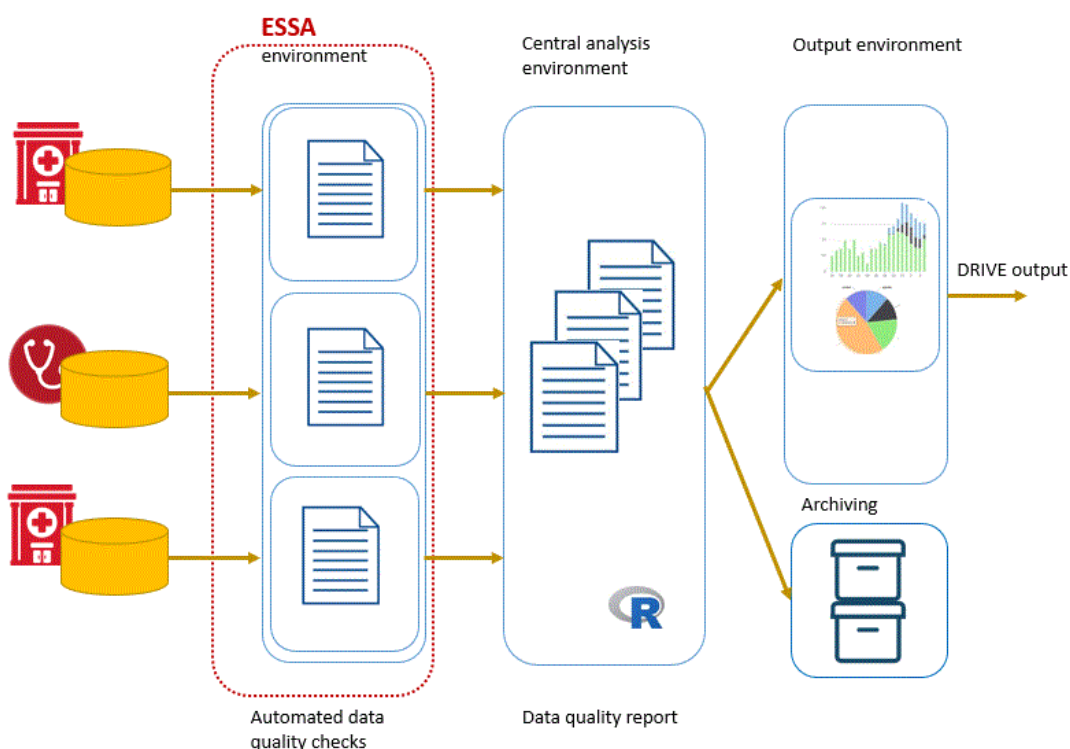 ESSA
environment
Central analysis
environment
Output environment
DRIVE output
Archiving
R
Automated data
quality checks
Data quality report